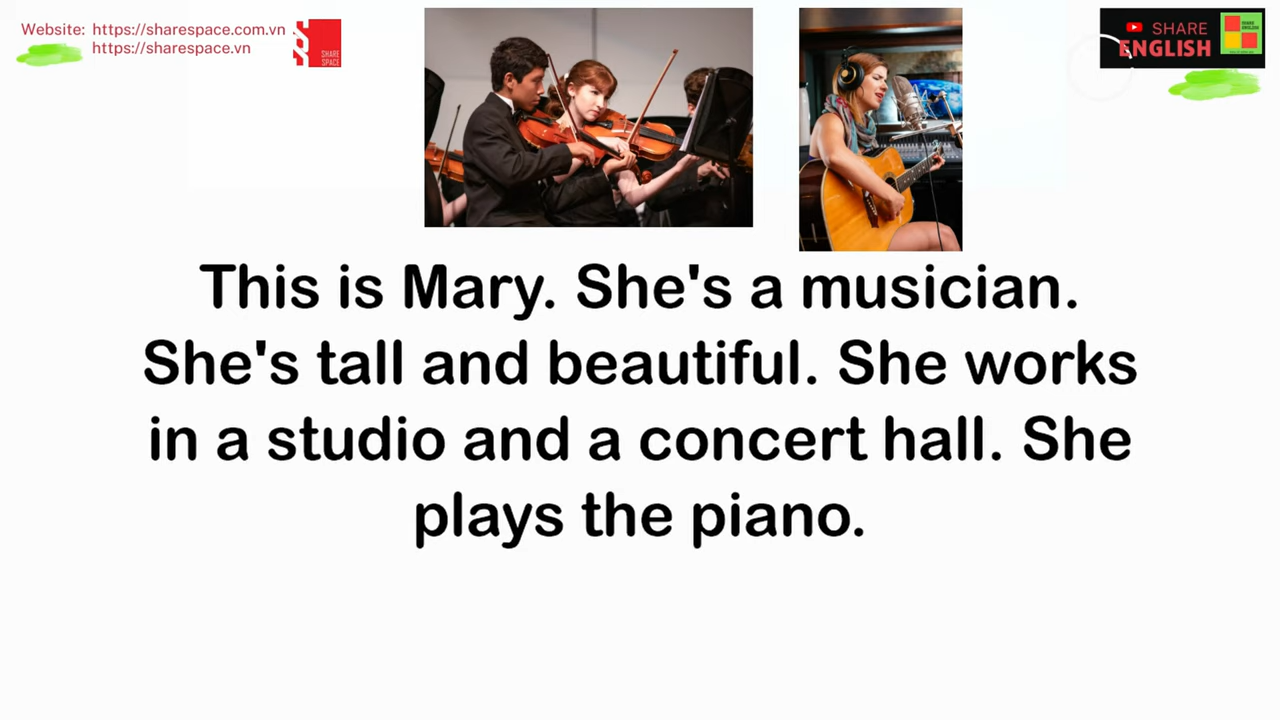 Website: https://sharespace.com.vn
https://sharespace.vn
SHARE
SPACE
SHARE
ENGLISH
This is Mary. She's a musician.
She's tall and beautiful. She works
in a studio and a concert hall. She
plays the piano.